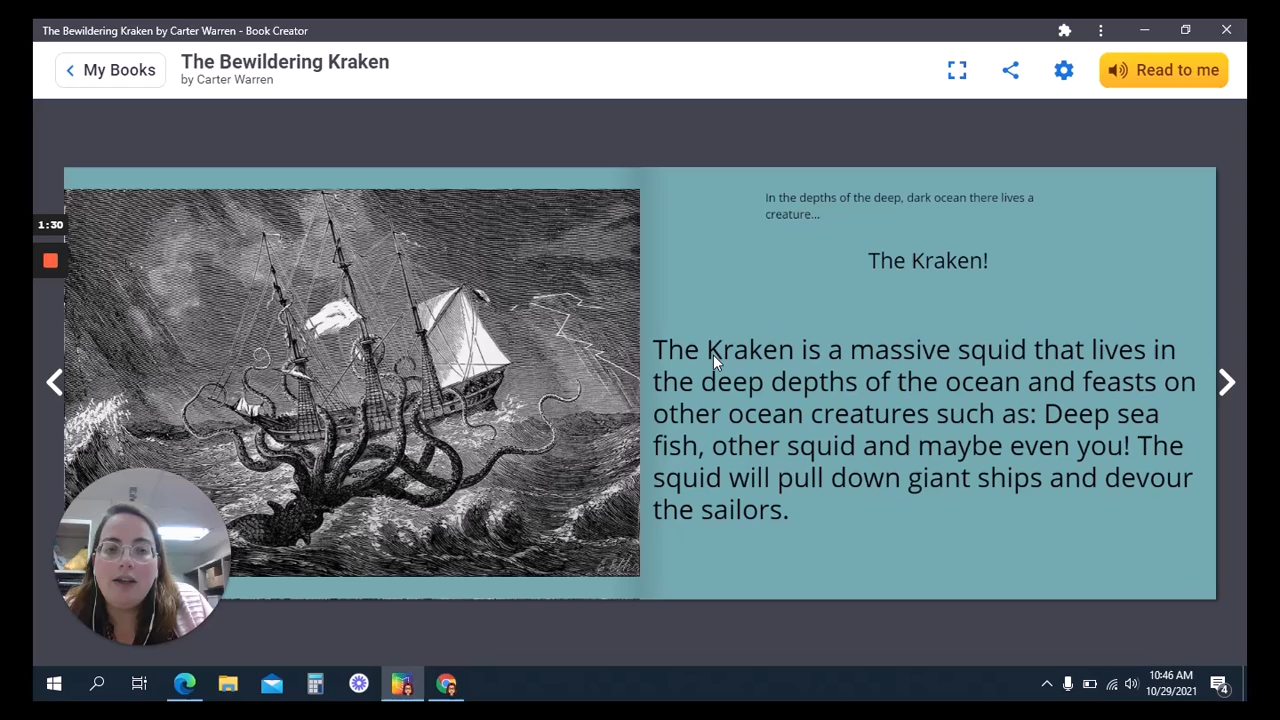 The Bewildering Kraken by Carter Warren - Book Creator
My Books
The Bewildering Kraken
by Carter Warren
Read to me
In the depths of the deep, dark ocean there lives a
creature...
The Kraken!
1:30
The Kraken is a massive squid that lives in
the deep depths of the ocean and feasts on
other ocean creatures such as: Deep sea
fish, other squid and maybe even you! The
squid will pull down giant ships and devour
the sailors.
10:46 AM
10/29/2021
4